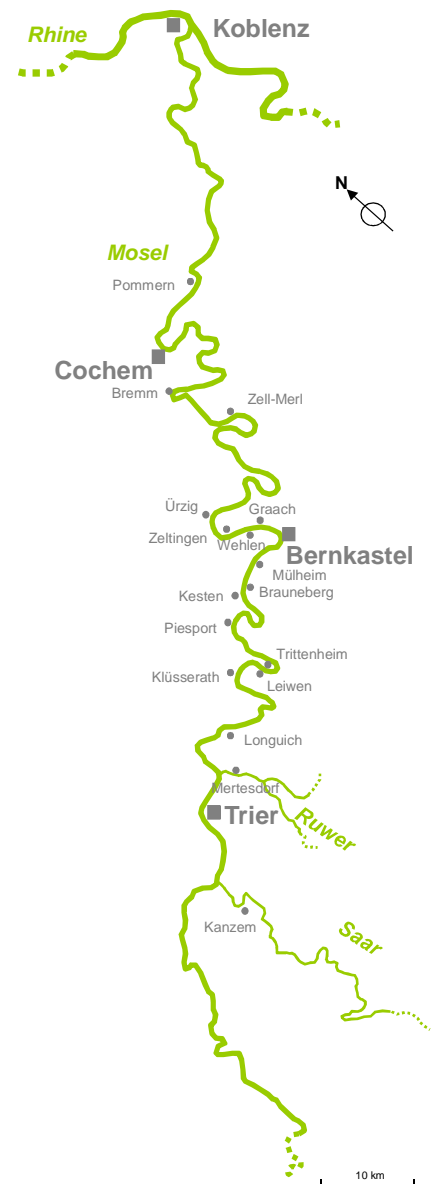 Rhine
Koblenz
N
Mosel
Pommern
Cochem
Bremm
Zell-Merl
Ürzig
Graach
Zeltingen
Wehlen
Bernkastel
Mülheim
Brauneberg
Kesten
Piesport
Trittenheim
Klüsserath
Leiwen
Longuich
Mertesdorf
Trier
Ruwer
Kanzem
Saar
10 km